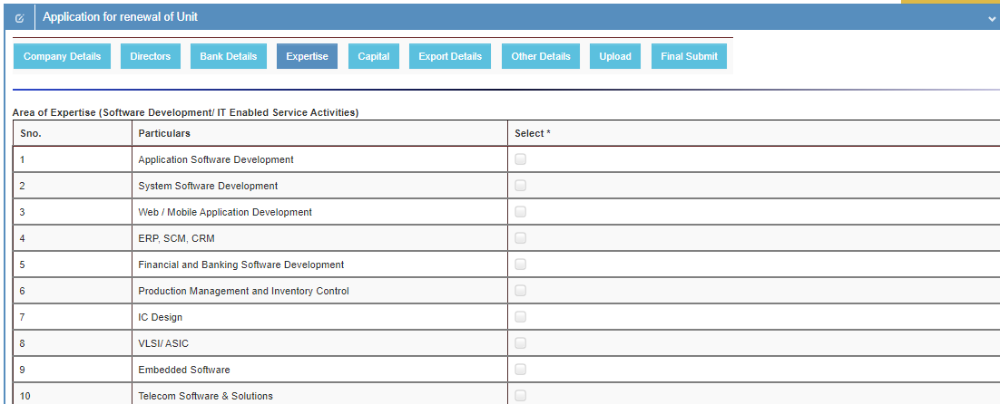 Application for renewal of Unit
Company Details Directors Bank Details Expertise Capital Export Details Other Details Upload Final Submit
Area of Expertise (Software Development/ IT Enabled Service Activities)
Sno. Particulars Select *
1 Application Software Development
2 System Software Development
3 Web / Mobile Application Development
4 ERP, SCM, CRM
5 Financial and Banking Software Development
6 Production Management and Inventory Control
7 IC Design
8 VLSI/ ASIC
9 Embedded Software
10 Telecom Software & Solutions